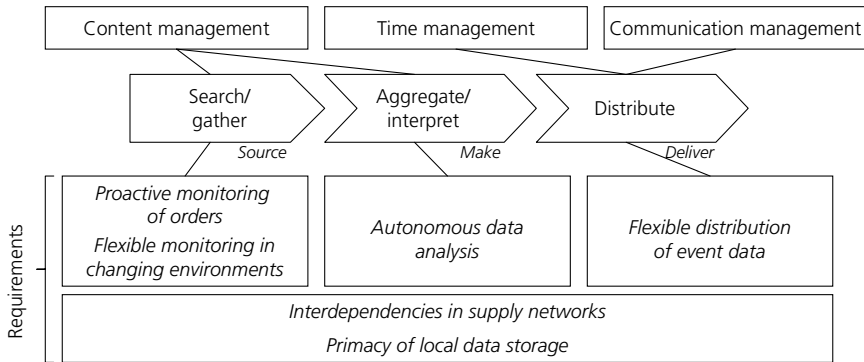 Content management
Time management
Communication management
Search/
gather
Aggregate/
interpret
Distribute
Source
Make
Deliver
Requirements
Proactive monitoring
of orders
Flexible monitoring in
changing environments
Autonomous data
analysis
Flexible distribution
of event data
Interdependencies in supply networks
Primacy of local data storage